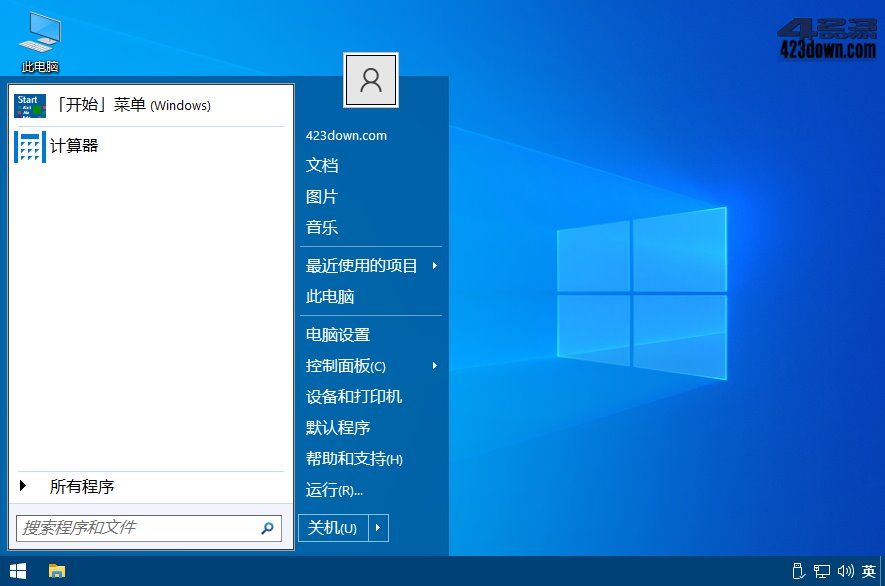 此电脑
423
423down.com
Start
「开始」菜单 (Windows)
计算器
所有程序
搜索程序和文件
423down.com
文档
图片
音乐
最近使用的项目
此电脑
电脑设置
控制面板(C)
设备和打印机
默认程序
帮助和支持(H)
运行(R)...
关机(U)
英